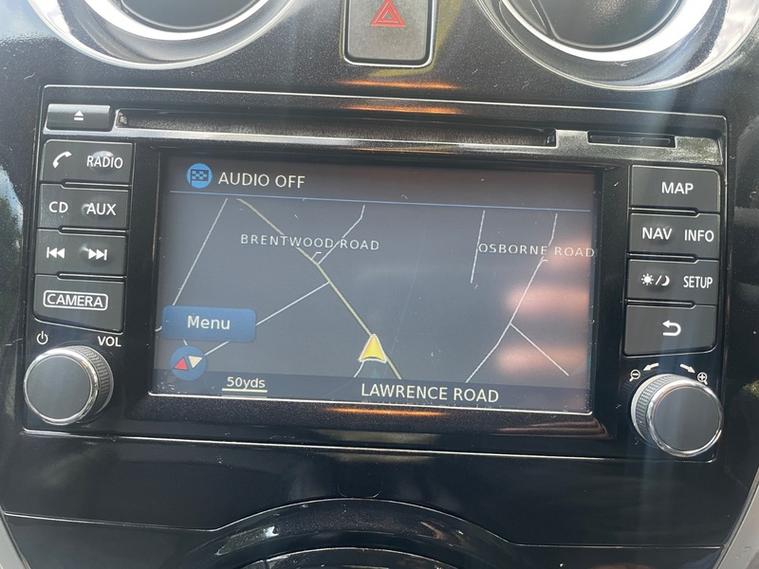 RADIO
CD AUX
CAMERA
VOL
AUDIO OFF
BRENTWOOD ROAD
OSBORNE ROAD
Menu
50yds
LAWRENCE ROAD
MAP
NAV INFO
SETUP